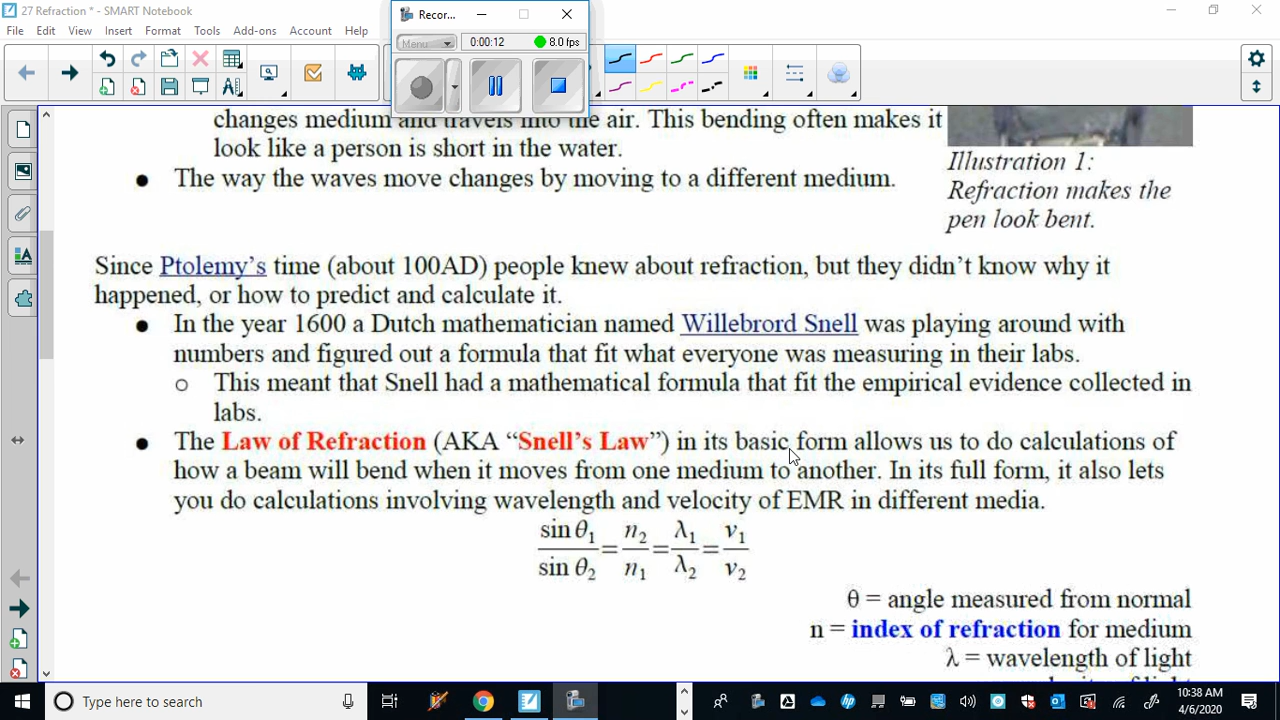 27 Refraction * - SMART Notebook
Recor...
File Edit View Insert Format Tools Add-ons Account Help
Menu 0:00:12 8.0 fps
changes medium and travels into the air. This bending often makes it
look like a person is short in the water.
● The way the waves move changes by moving to a different medium.
Illustration 1:
Refraction makes the
pen look bent.
Since Ptolemy's time (about 100AD) people knew about refraction, but they didn't know why it
happened, or how to predict and calculate it.
● In the year 1600 a Dutch mathematician named Willebrord Snell was playing around with
numbers and figured out a formula that fit what everyone was measuring in their labs.
○ This meant that Snell had a mathematical formula that fit the empirical evidence collected in
labs.
● The Law of Refraction (AKA “Snell’s Law”) in its basic form allows us to do calculations of
how a beam will bend when it moves from one medium to another. In its full form, it also lets
you do calculations involving wavelength and velocity of EMR in different media.
sin θ₁ / sin θ₂ = n₂ / n₁ = λ₁ / λ₂ = v₁ / v₂
θ = angle measured from normal
n = index of refraction for medium
λ = wavelength of light
Type here to search
10:38 AM
4/6/2020